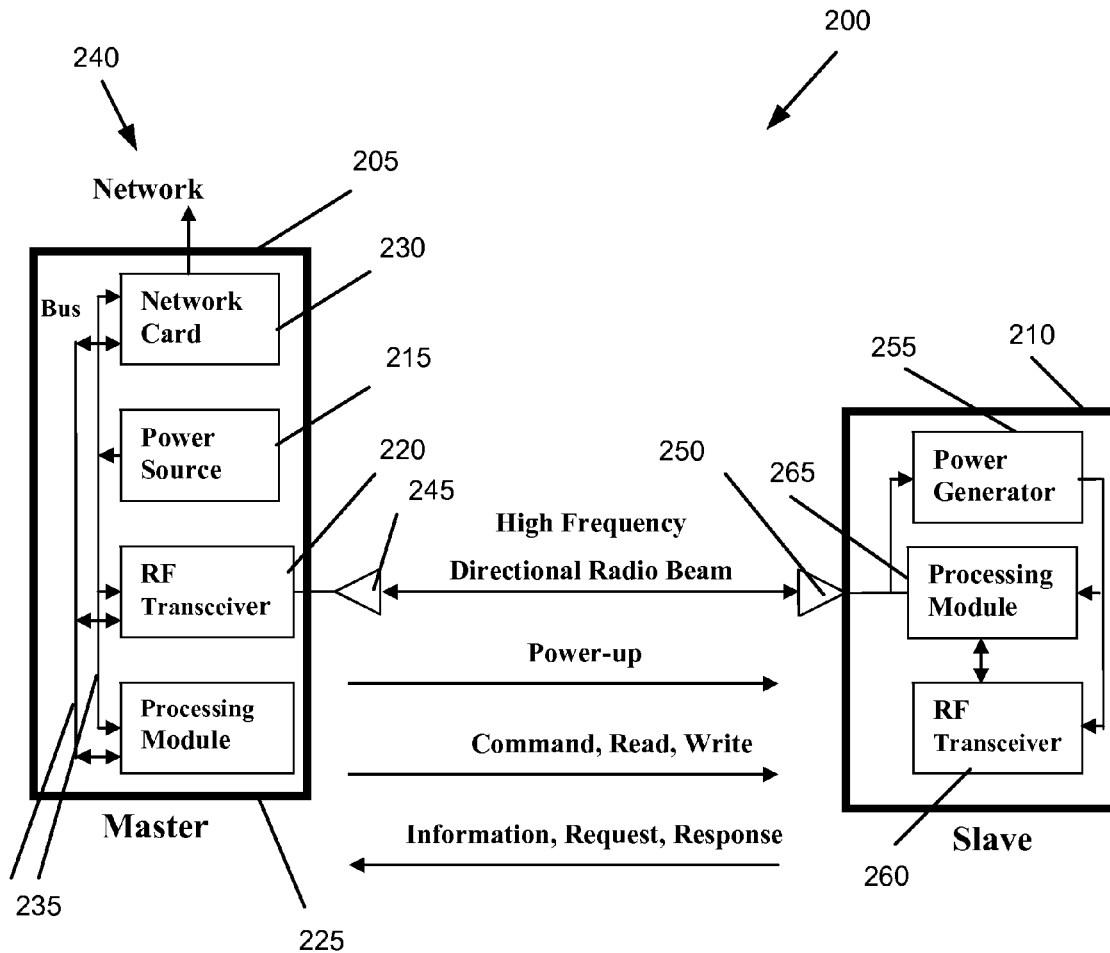 200
240
205
Network
230
Bus
Network
Card
215
210
255
Power
Source
220
250
265
Power
Generator
245
High Frequency
RF
Transceiver
Directional Radio Beam
Processing
Module
Power-up
Processing
Module
RF
Transceiver
Command, Read, Write
Master
Information, Request, Response
Slave
260
235
225